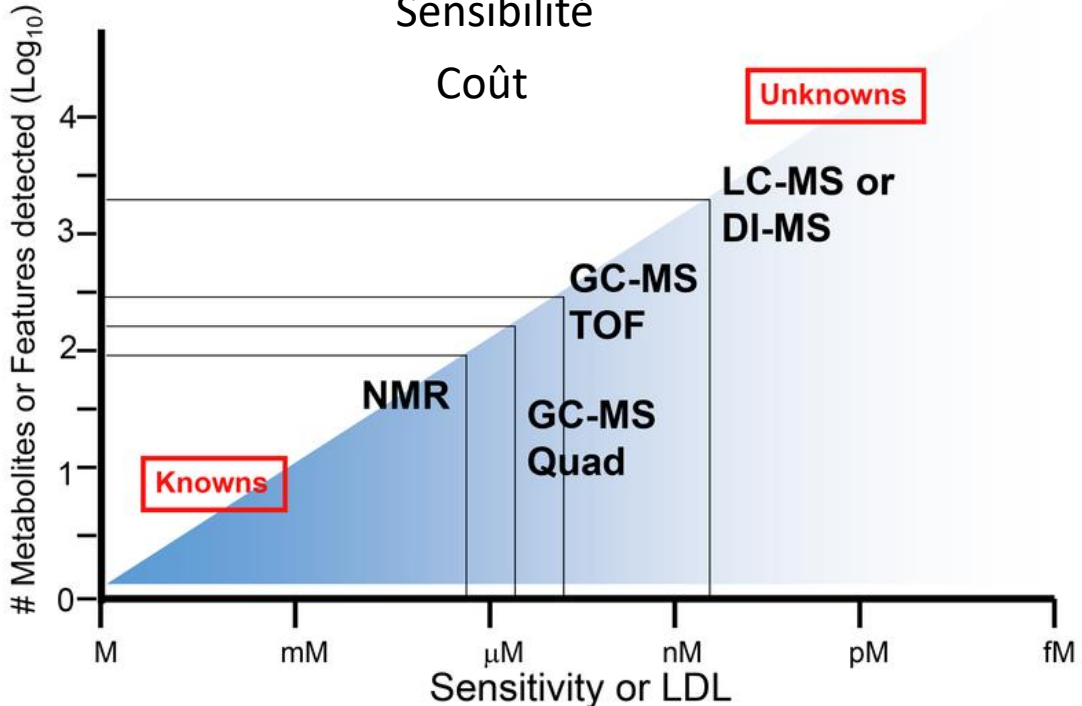 Sensibilité
Coût
# Metabolites or Features detected (Log10)
4
3
2
1
0
Unknowns
LC-MS or
DI-MS
GC-MS
TOF
NMR
GC-MS
Quad
Knowns
M mM µM nM pM fM
Sensitivity or LDL